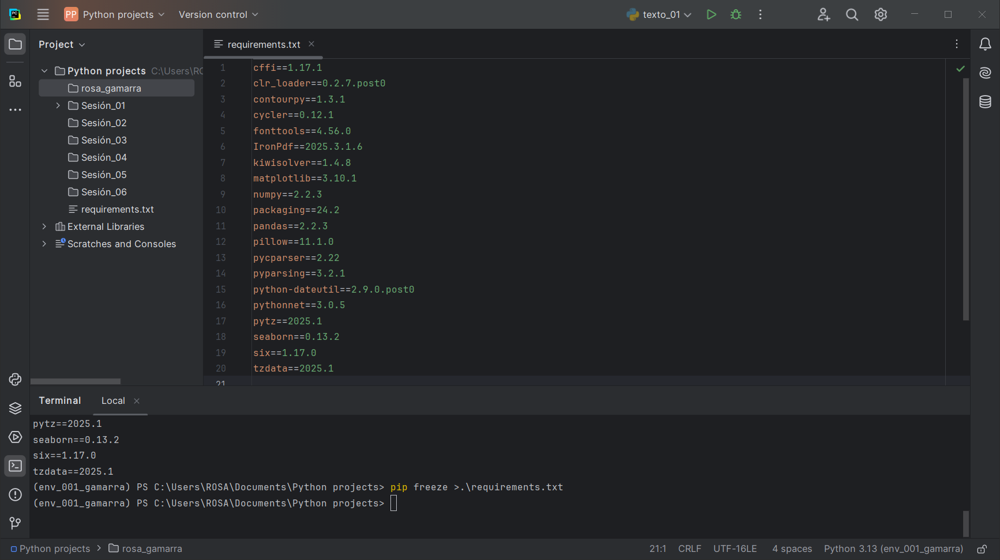 PC
PP Python projects Version control
texto_01
Project
requirements.txt
Python projects C:\Users\RO
rosa_gamarra
Sesión_01
Sesión_02
Sesión_03
Sesión_04
Sesión_05
Sesión_06
requirements.txt
External Libraries
Scratches and Consoles
1 cffi==1.17.1
2 clr_loader==0.2.7.post0
3 contourpy==1.3.1
4 cycler==0.12.1
5 fonttools==4.56.0
6 IronPdf==2025.3.1.6
7 kiwisolver==1.4.8
8 matplotlib==3.10.1
9 numpy==2.2.3
10 packaging==24.2
11 pandas==2.2.3
12 pillow==11.1.0
13 pycparser==2.22
14 pyparsing==3.2.1
15 python-dateutil==2.9.0.post0
16 pythonnet==3.0.5
17 pytz==2025.1
18 seaborn==0.13.2
19 six==1.17.0
20 tzdata==2025.1
21
Terminal Local
pytz==2025.1
seaborn==0.13.2
six==1.17.0
tzdata==2025.1
(env_001_gamarra) PS C:\Users\ROSA\Documents\Python projects> pip freeze >.\requirements.txt
(env_001_gamarra) PS C:\Users\ROSA\Documents\Python projects>
Python projects > rosa_gamarra
21:1 CRLF UTF-16LE 4 spaces Python 3.13 (env_001_gamarra)